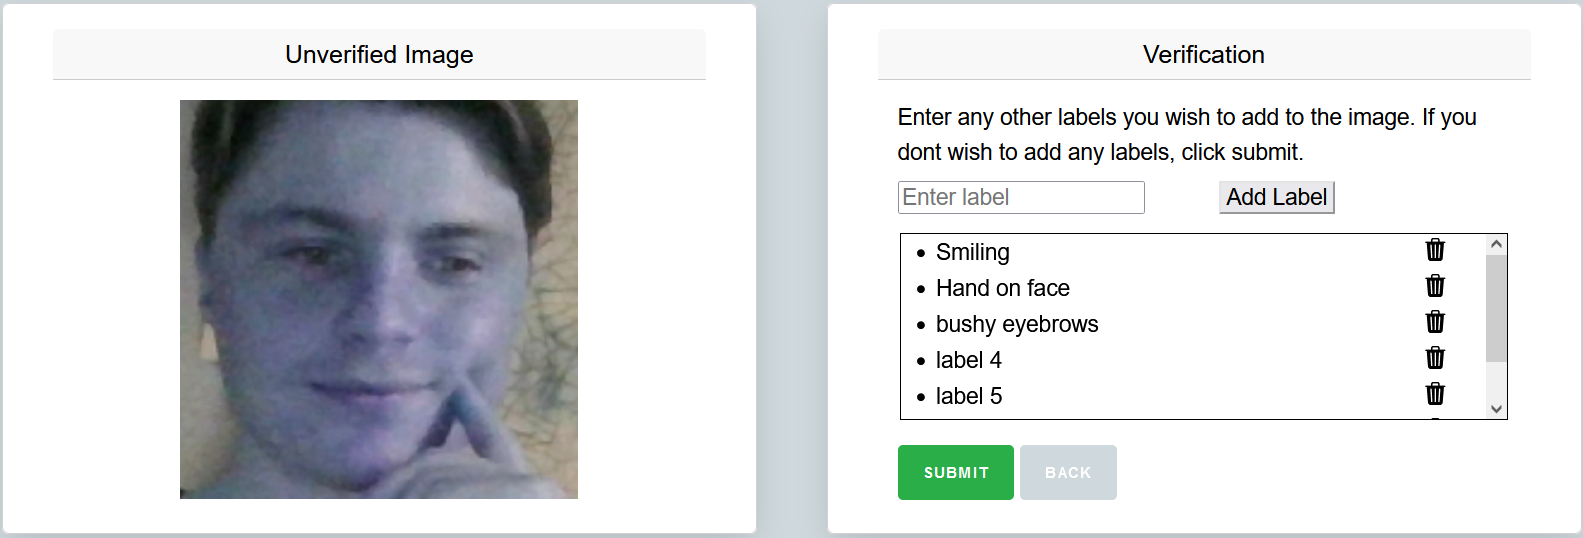 Unverified Image
Verification
Enter any other labels you wish to add to the image. If you
dont wish to add any labels, click submit.
Enter label
Add Label
Smiling
Hand on face
bushy eyebrows
label 4
label 5
SUBMIT
BACK